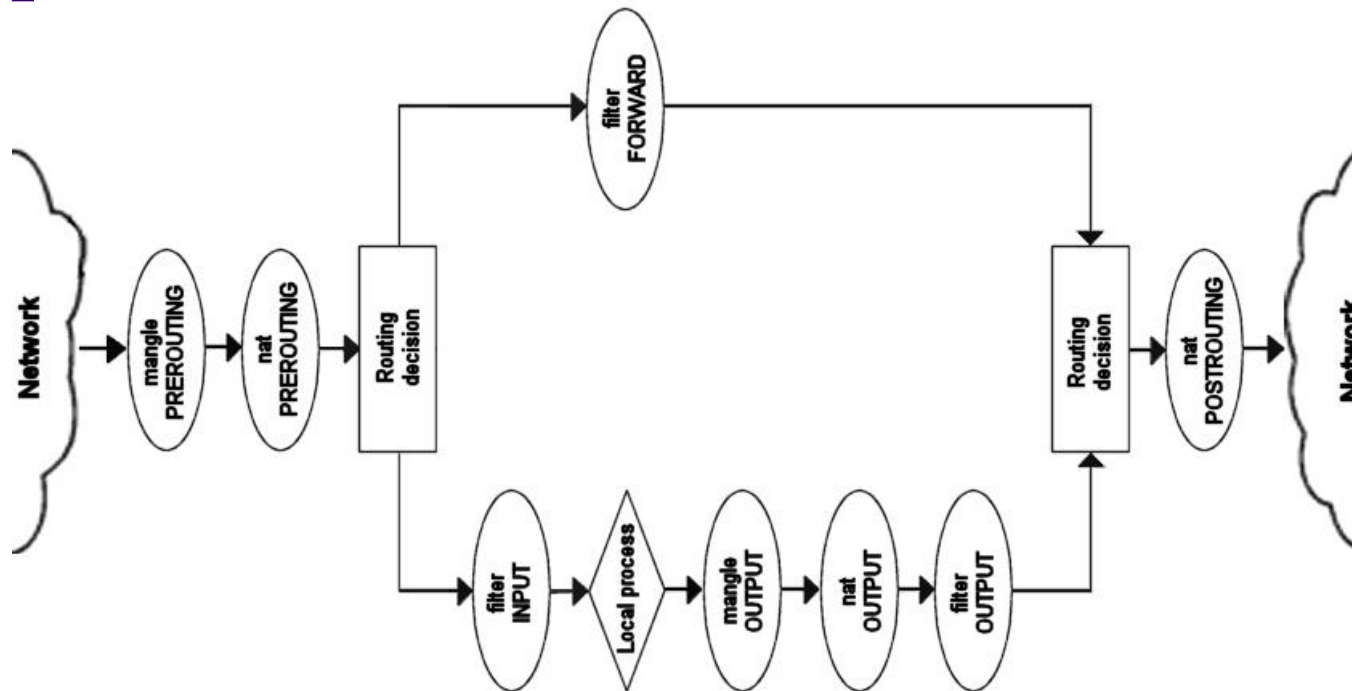 Network
mangle
PREROUTING
nat
PREROUTING
Routing
decision
filter
FORWARD
filter
INPUT
Local process
mangle
OUTPUT
nat
OUTPUT
filter
OUTPUT
Routing
decision
nat
POSTROUTING
Network